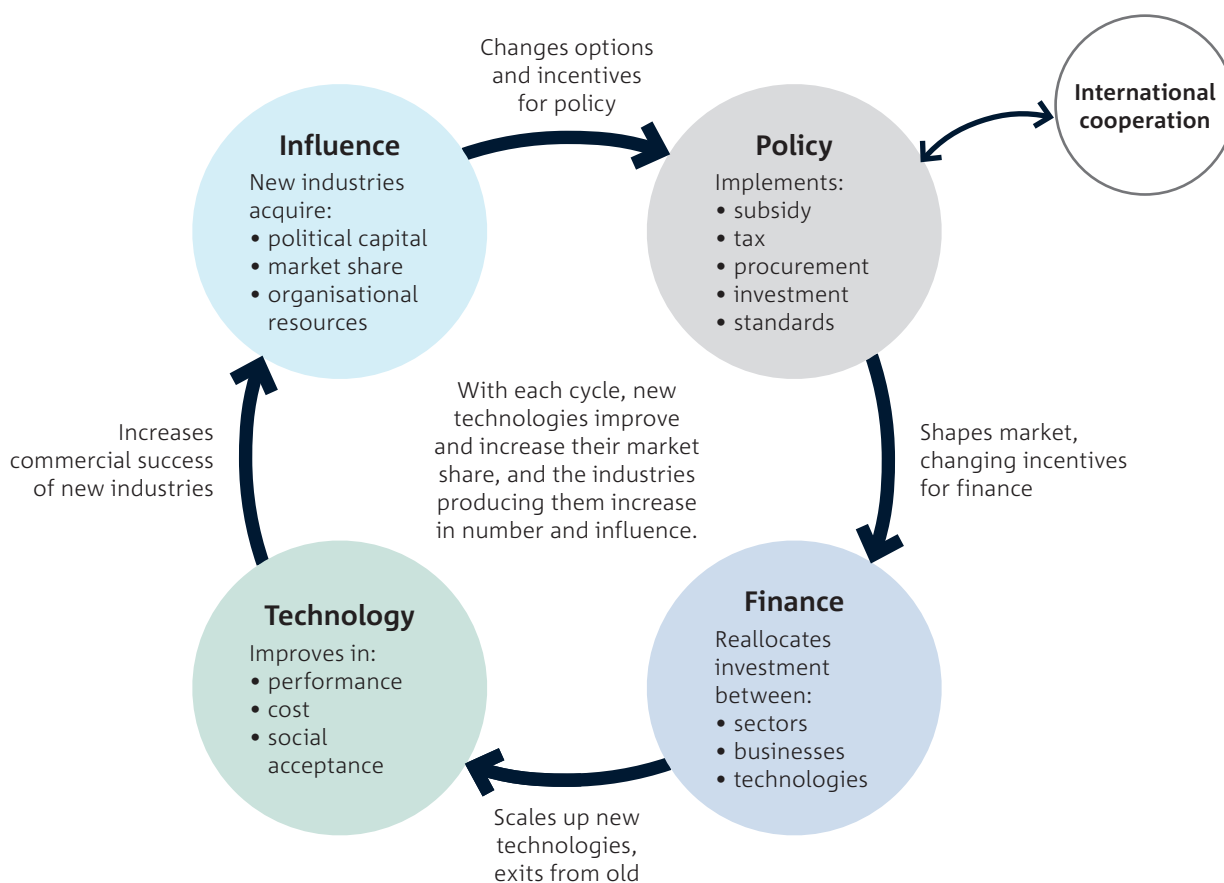 Changes options
and incentives
for policy
International
cooperation
Influence
New industries
acquire:
• political capital
• market share
• organisational
resources
Policy
Implements:
• subsidy
• tax
• procurement
• investment
• standards
With each cycle, new
technologies improve
and increase their market
share, and the industries
producing them increase
in number and influence.
Increases
commercial success
of new industries
Shapes market,
changing incentives
for finance
Technology
Improves in:
• performance
• cost
• social
acceptance
Finance
Reallocates
investment
between:
• sectors
• businesses
• technologies
Scales up new
technologies,
exits from old